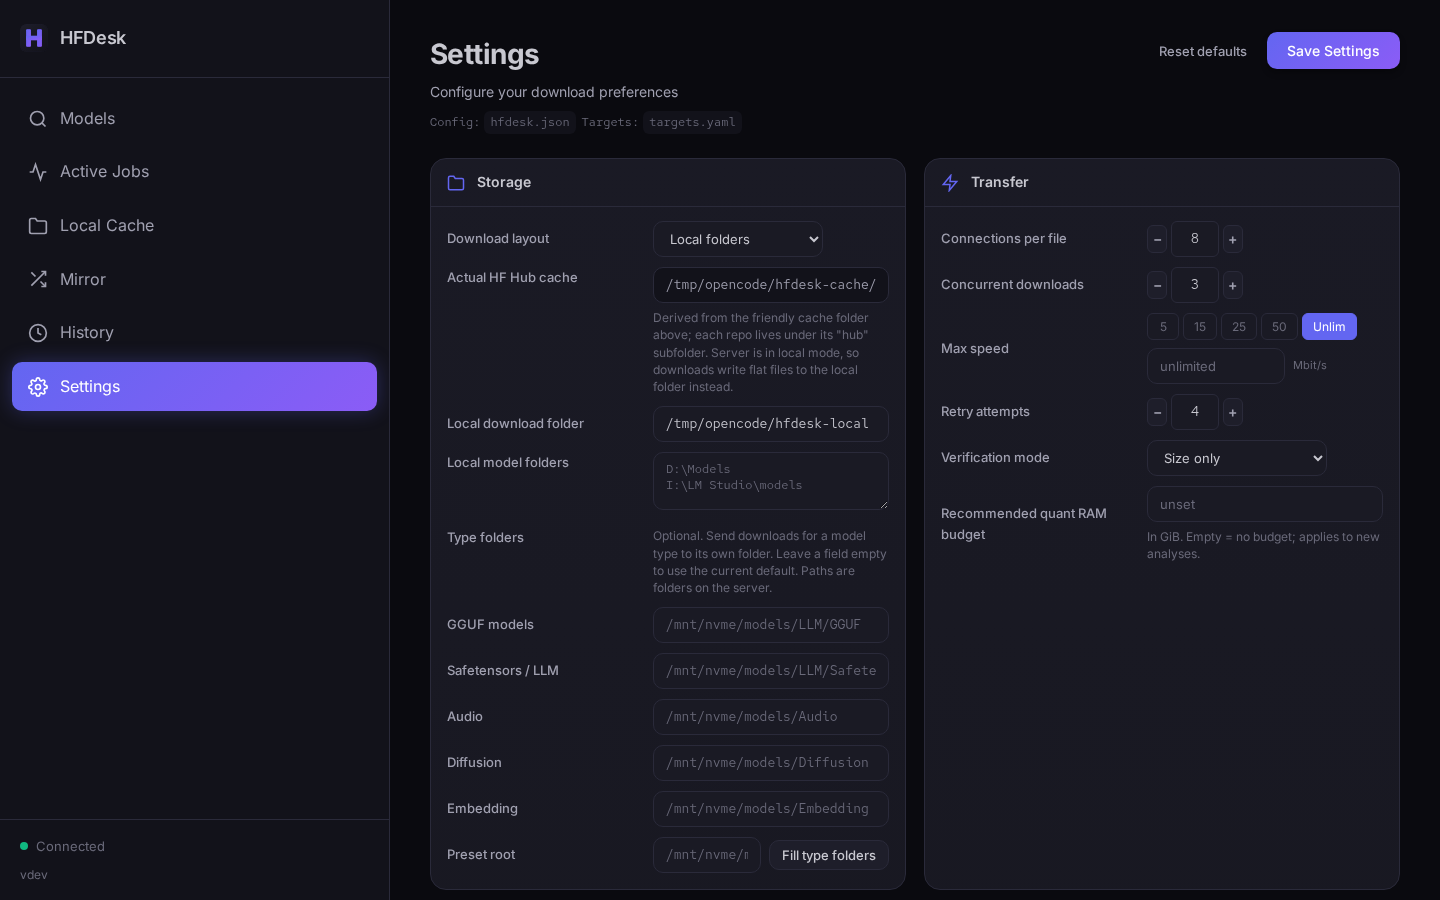 HFDesk
Models
Active Jobs
Local Cache
Mirror
History
Settings
Connected
vdev
Settings
Reset defaults
Save Settings
Configure your download preferences
Config: hfdesk.json Targets: targets.yaml
Storage
Download layout
Local folders
Actual HF Hub cache
/tmp/opencode/hfdesk-cache/
Derived from the friendly cache folder
above; each repo lives under its "hub"
subfolder. Server is in local mode, so
downloads write flat files to the local
folder instead.
Local download folder
/tmp/opencode/hfdesk-local
Local model folders
D:\Models
I:\LM Studio\models
Type folders
Optional. Send downloads for a model
type to its own folder. Leave a field empty
to use the current default. Paths are
folders on the server.
GGUF models
/mnt/nvme/models/LLM/GGUF
Safetensors / LLM
/mnt/nvme/models/LLM/Safete
Audio
/mnt/nvme/models/Audio
Diffusion
/mnt/nvme/models/Diffusion
Embedding
/mnt/nvme/models/Embedding
Preset root
/mnt/nvme/m
Fill type folders
Transfer
Connections per file
− 8 +
Concurrent downloads
− 3 +
Max speed
5 15 25 50 Unlim
unlimited Mbit/s
Retry attempts
− 4 +
Verification mode
Size only
Recommended quant RAM
budget
unset
In GiB. Empty = no budget; applies to new
analyses.